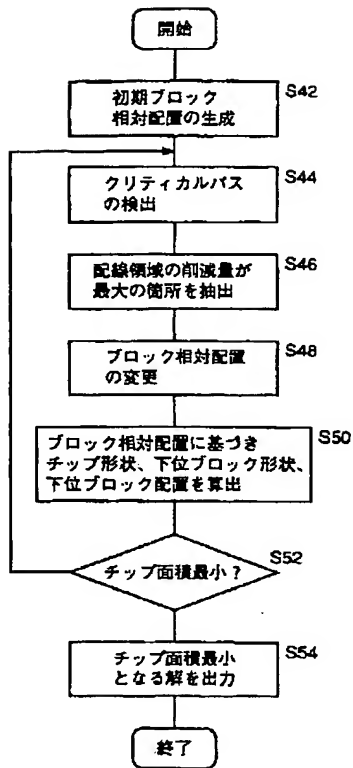 開始
初期ブロック
相対配置の生成
S42
クリティカルパス
の検出
S44
配線領域の削減量が
最大の箇所を抽出
S46
ブロック相対配置
の変更
S48
ブロック相対配置に基づき
チップ形状、下位ブロック形状、
下位ブロック配置を算出
S50
チップ面積最小?
S52
チップ面積最小
となる解を出力
S54
終了